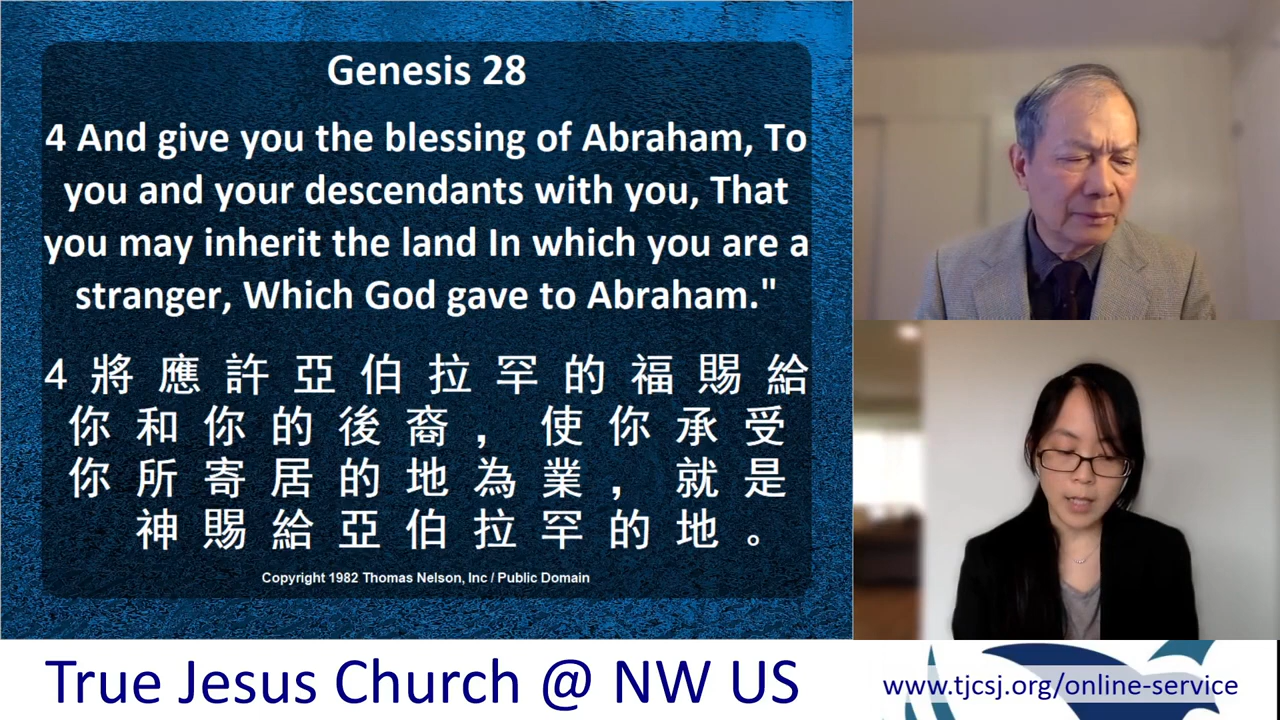 Genesis 28
4 And give you the blessing of Abraham, To
you and your descendants with you, That
you may inherit the land In which you are a
stranger, Which God gave to Abraham."
4 將 應 許 亞 伯 拉 罕 的 福 賜 給
你 和 你 的 後 裔 ， 使 你 承 受
你 所 寄 居 的 地 為 業 ， 就 是
神 賜 給 亞 伯 拉 罕 的 地 。
Copyright 1982 Thomas Nelson, Inc / Public Domain
True Jesus Church @ NW US
www.tjcsj.org/online-service